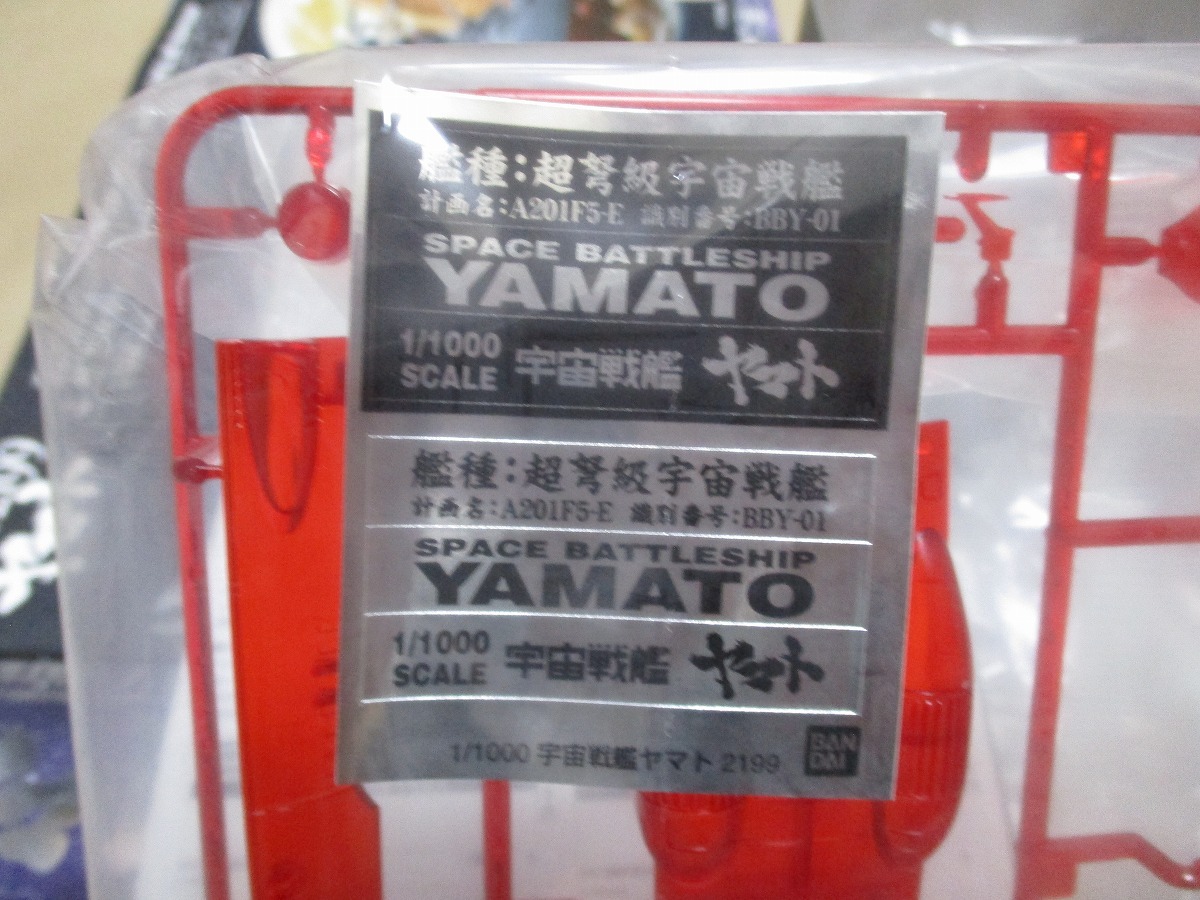 艦種:超弩級宇宙戦艦
計画名:A201F5-E 識別番号:BBY-01
SPACE BATTLESHIP
YAMATO
1/1000 SCALE 宇宙戦艦 ヤマト
艦種:超弩級宇宙戦艦
計画名:A201F5-E 識別番号:BBY-01
SPACE BATTLESHIP
YAMATO
1/1000 SCALE 宇宙戦艦 ヤマト
1/1000 宇宙戦艦ヤマト 2199 BANDAI